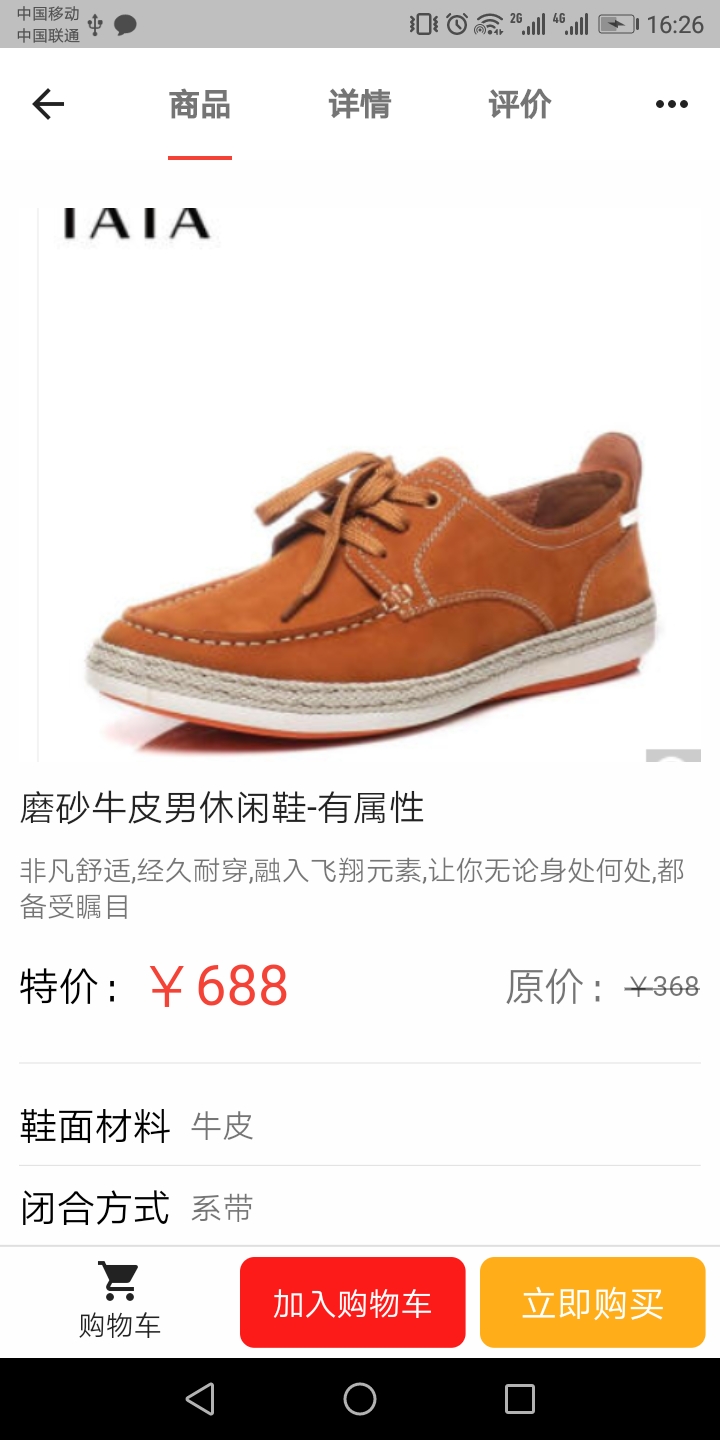 中国移动
中国联通
2G
4G
16:26
商品
详情
评价
磨砂牛皮男休闲鞋-有属性
非凡舒适,经久耐穿,融入飞翔元素,让你无论身处何处,都
备受瞩目
特价: ￥688
原价: ￥368
鞋面材料 牛皮
闭合方式 系带
购物车
加入购物车
立即购买